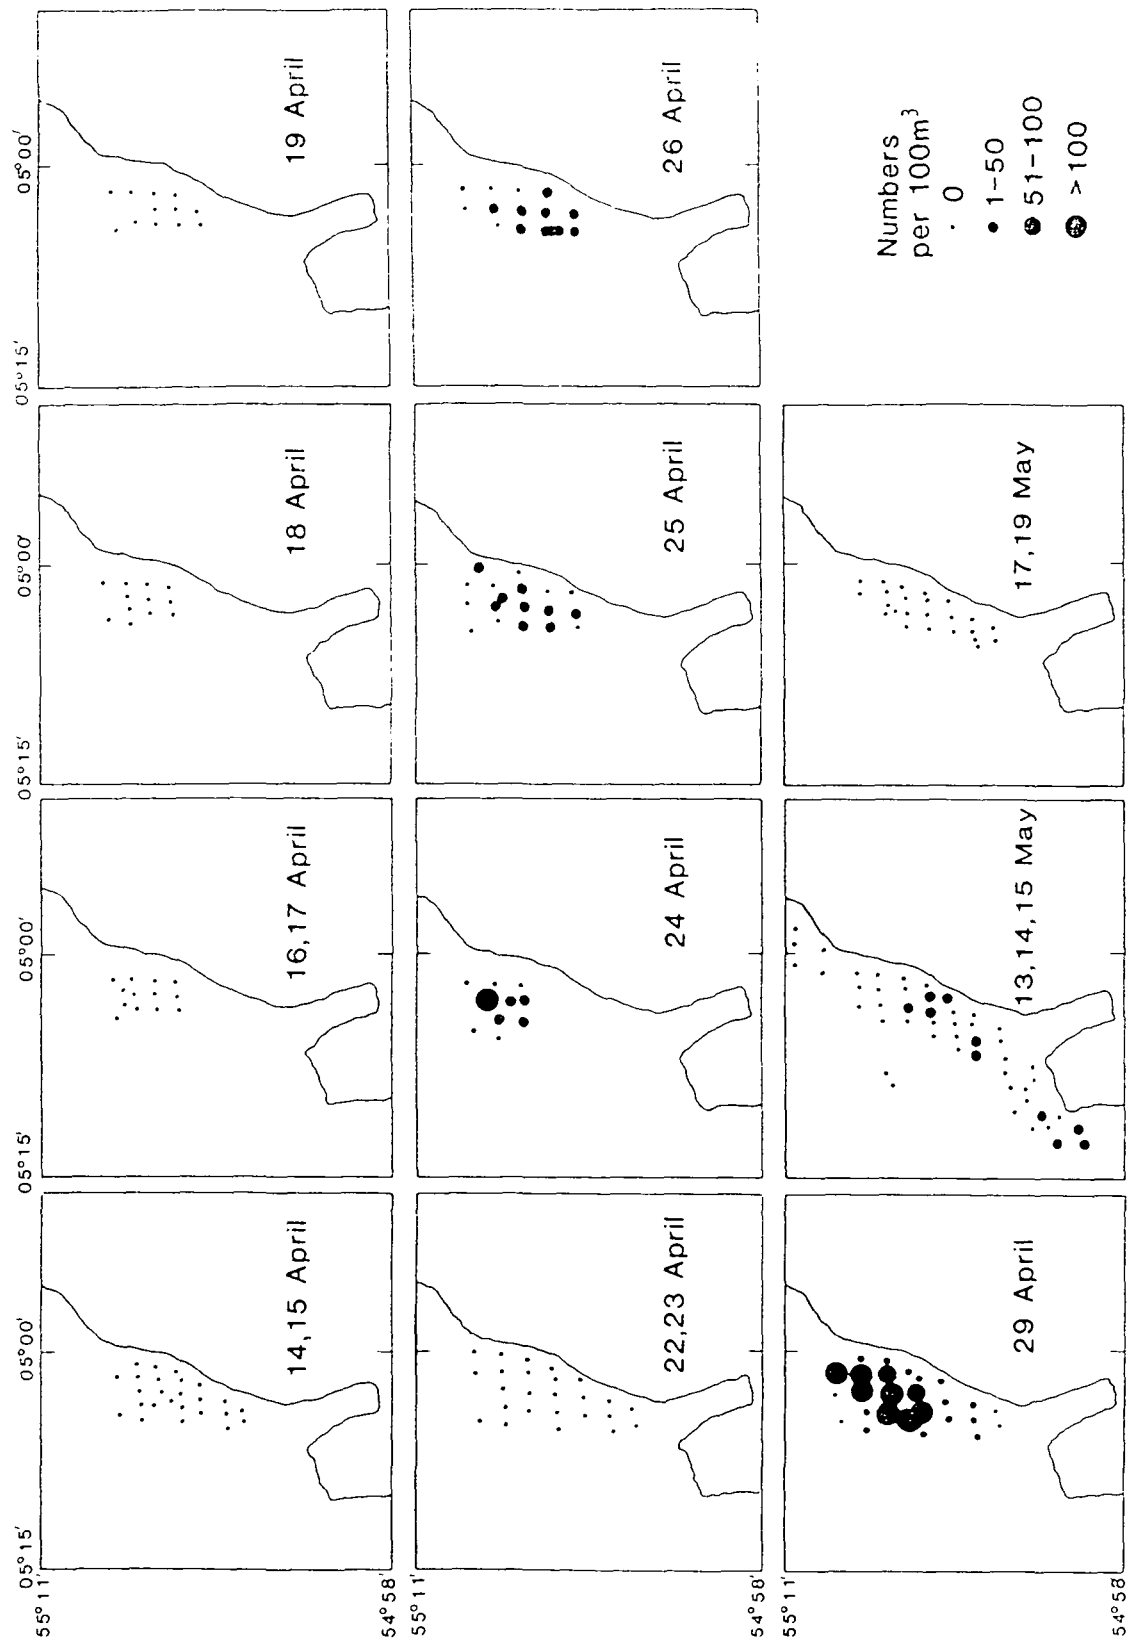 05°15' 05°00' 05°15' 05°00' 05°15' 05°00' 05°15' 05°00'
55°11'
14,15 April 16,17 April 18 April 19 April
54°58'
55°11'
22,23 April 24 April 25 April 26 April
54°58'
55°11'
Numbers
per 100m³
0
1-50
51-100
>100
29 April 13,14,15 May 17,19 May
54°58'